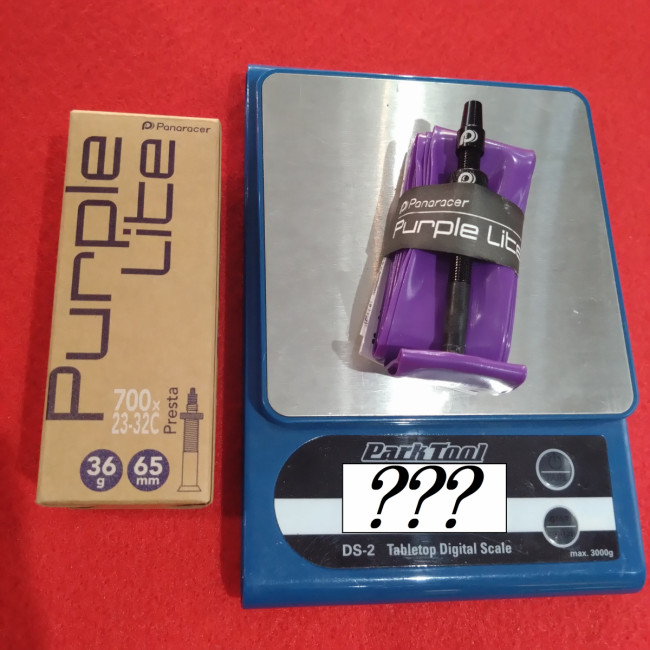 Panaracer
Purple
Lite
700x
23-32C
Presta
36
g
65
mm
Panaracer
Purple Lite
ParkTool
???
DS-2 Tabletop Digital Scale
max. 3000g